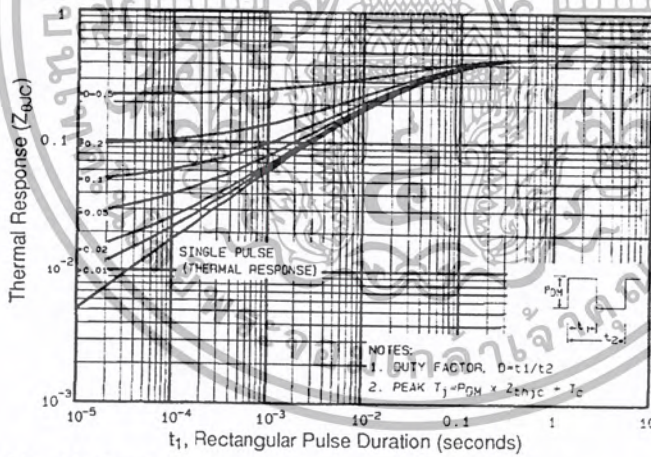 1
0.1
10-2
10-3
Thermal Response (ZθJC)
D=0.5
0.2
0.1
0.05
0.02
0.01
SINGLE PULSE
(THERMAL RESPONSE)
PDM
t1
t2
NOTES:
1. DUTY FACTOR, D=t1/t2
2. PEAK Tj=PDM x Zthjc + Tc
10-5
10-4
10-3
10-2
0.1
1
10
t1, Rectangular Pulse Duration (seconds)